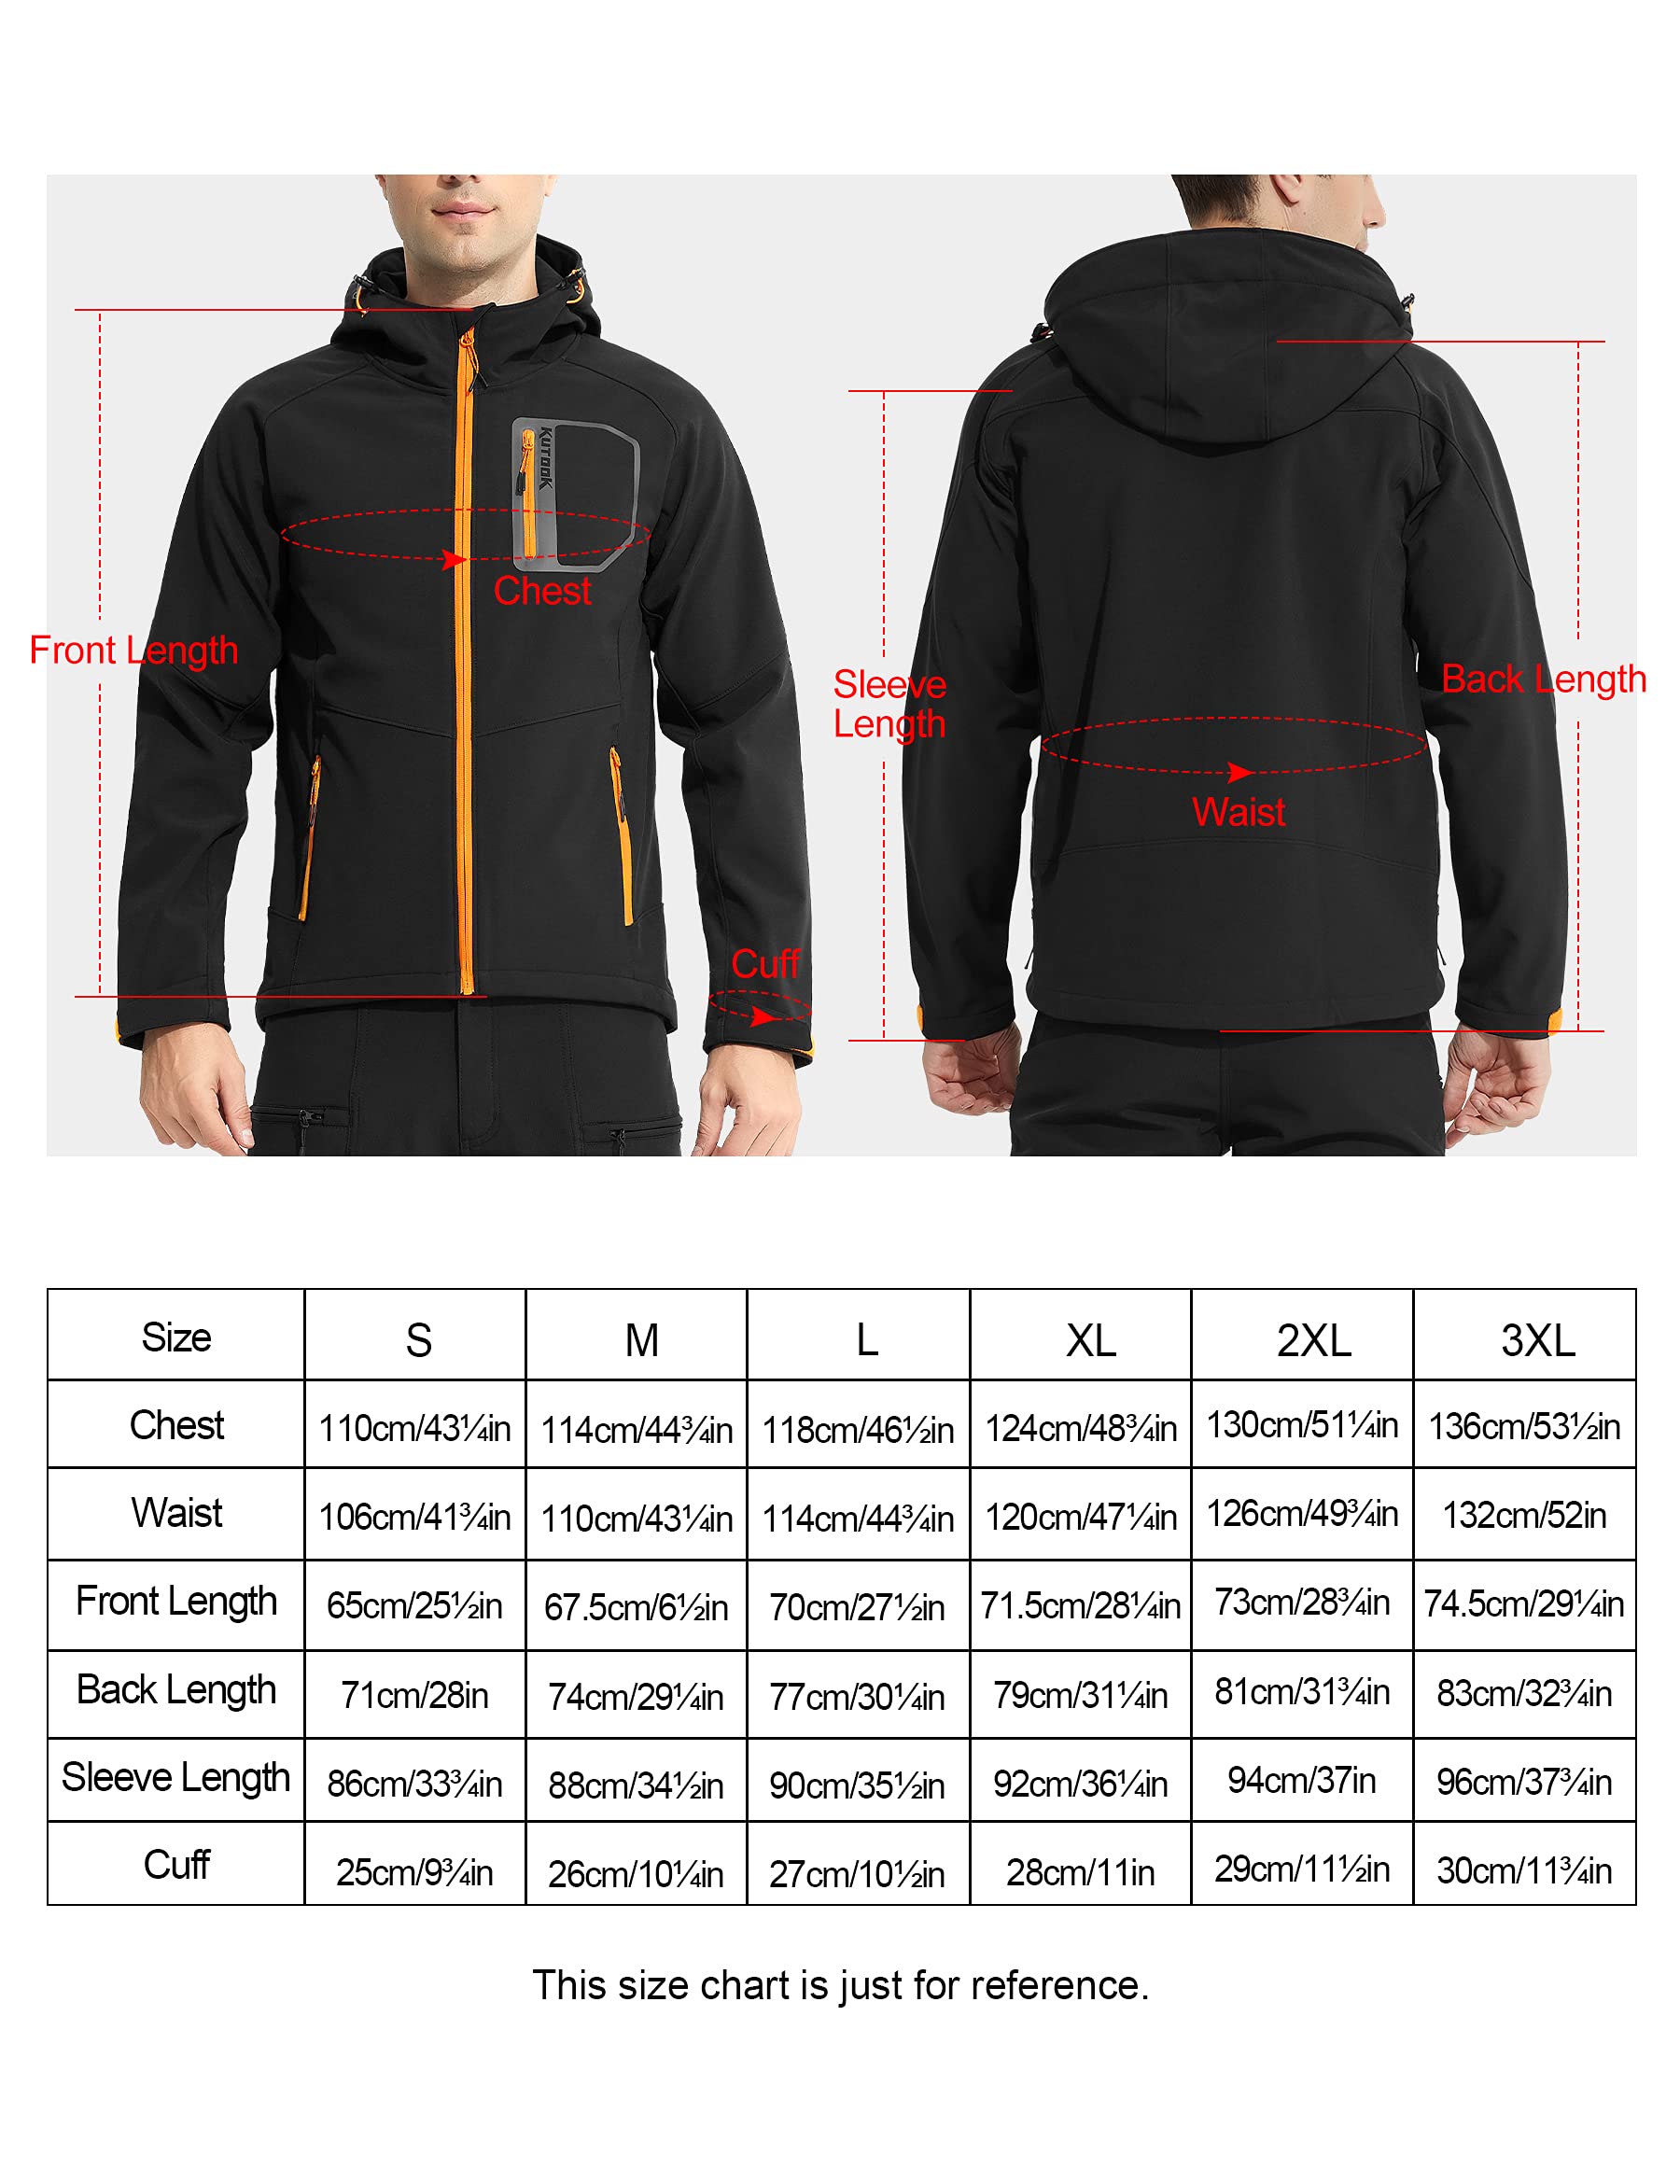 KUTOOK
Chest
Front Length
Cuff
Sleeve
Length
Back Length
Waist
Size S M L XL 2XL 3XL
Chest 110cm/43¼in 114cm/44¾in 118cm/46½in 124cm/48¾in 130cm/51¼in 136cm/53½in
Waist 106cm/41¾in 110cm/43¼in 114cm/44¾in 120cm/47¼in 126cm/49¾in 132cm/52in
Front Length 65cm/25½in 67.5cm/6½in 70cm/27½in 71.5cm/28¼in 73cm/28¾in 74.5cm/29¼in
Back Length 71cm/28in 74cm/29¼in 77cm/30¼in 79cm/31¼in 81cm/31¾in 83cm/32¾in
Sleeve Length 86cm/33¾in 88cm/34½in 90cm/35½in 92cm/36¼in 94cm/37in 96cm/37¾in
Cuff 25cm/9¾in 26cm/10¼in 27cm/10½in 28cm/11in 29cm/11½in 30cm/11¾in
This size chart is just for reference.